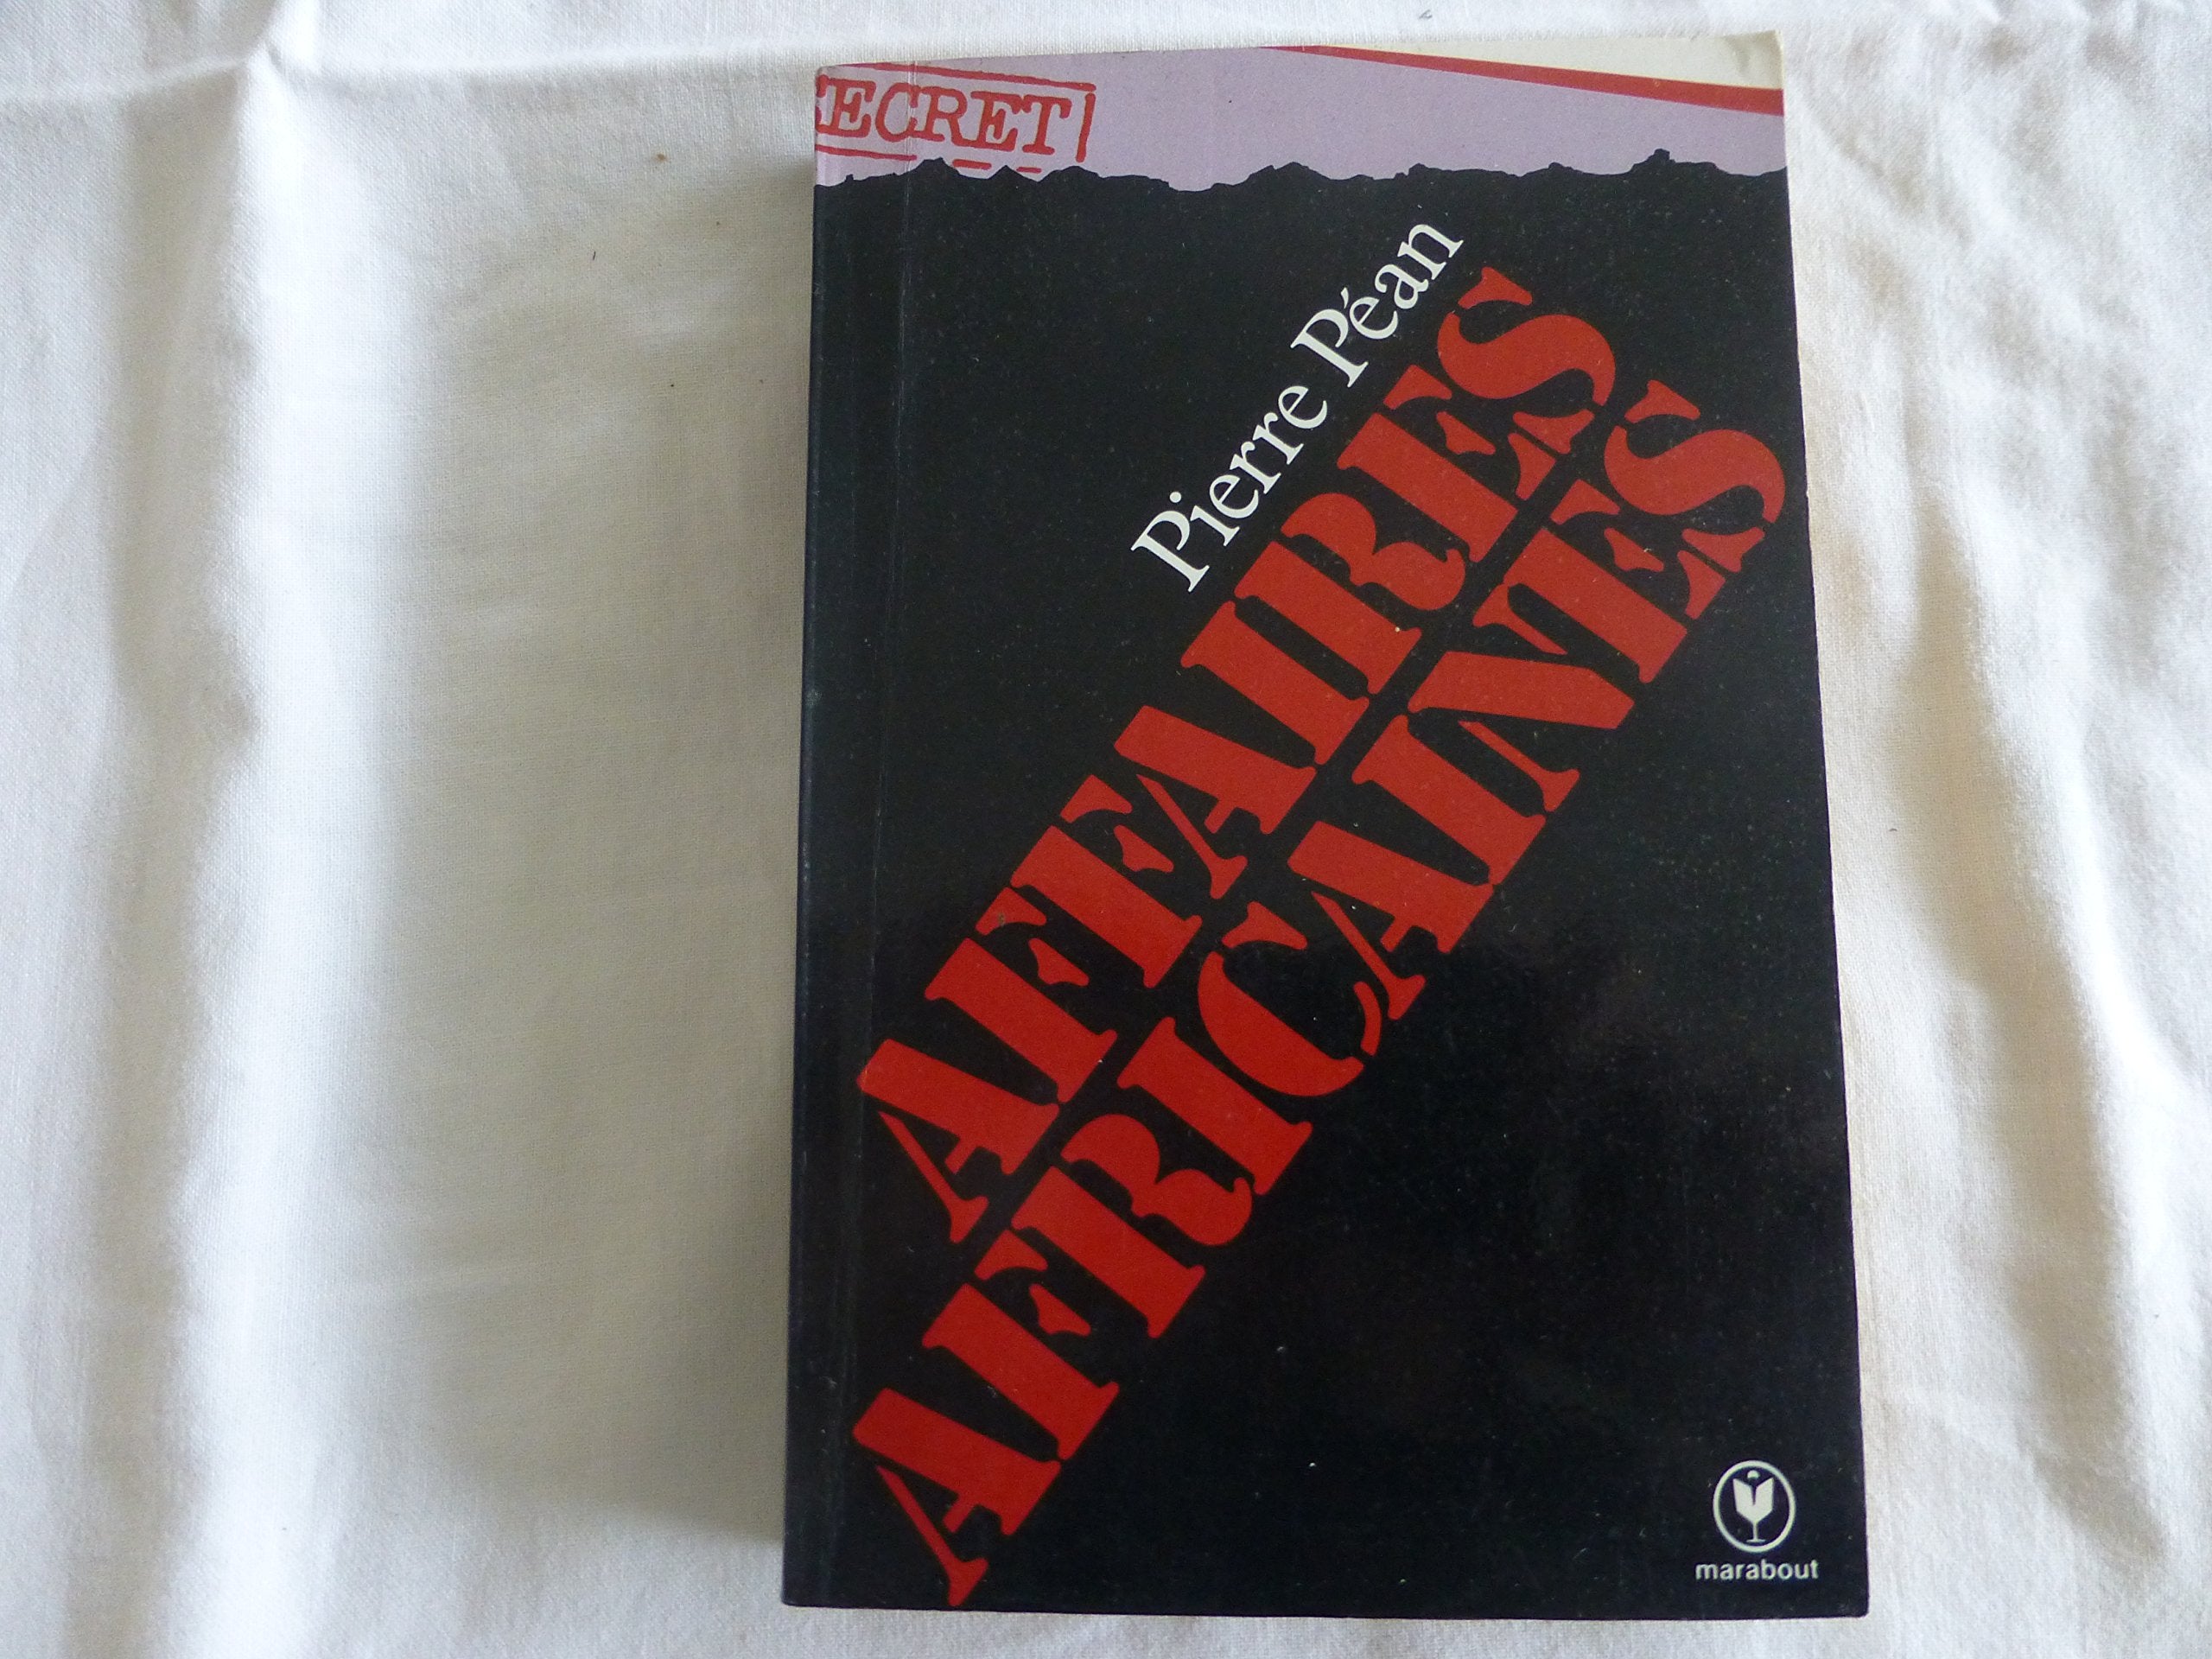 ECRET
Pierre Péan
AFFAIRES
AFRICAINES
marabout